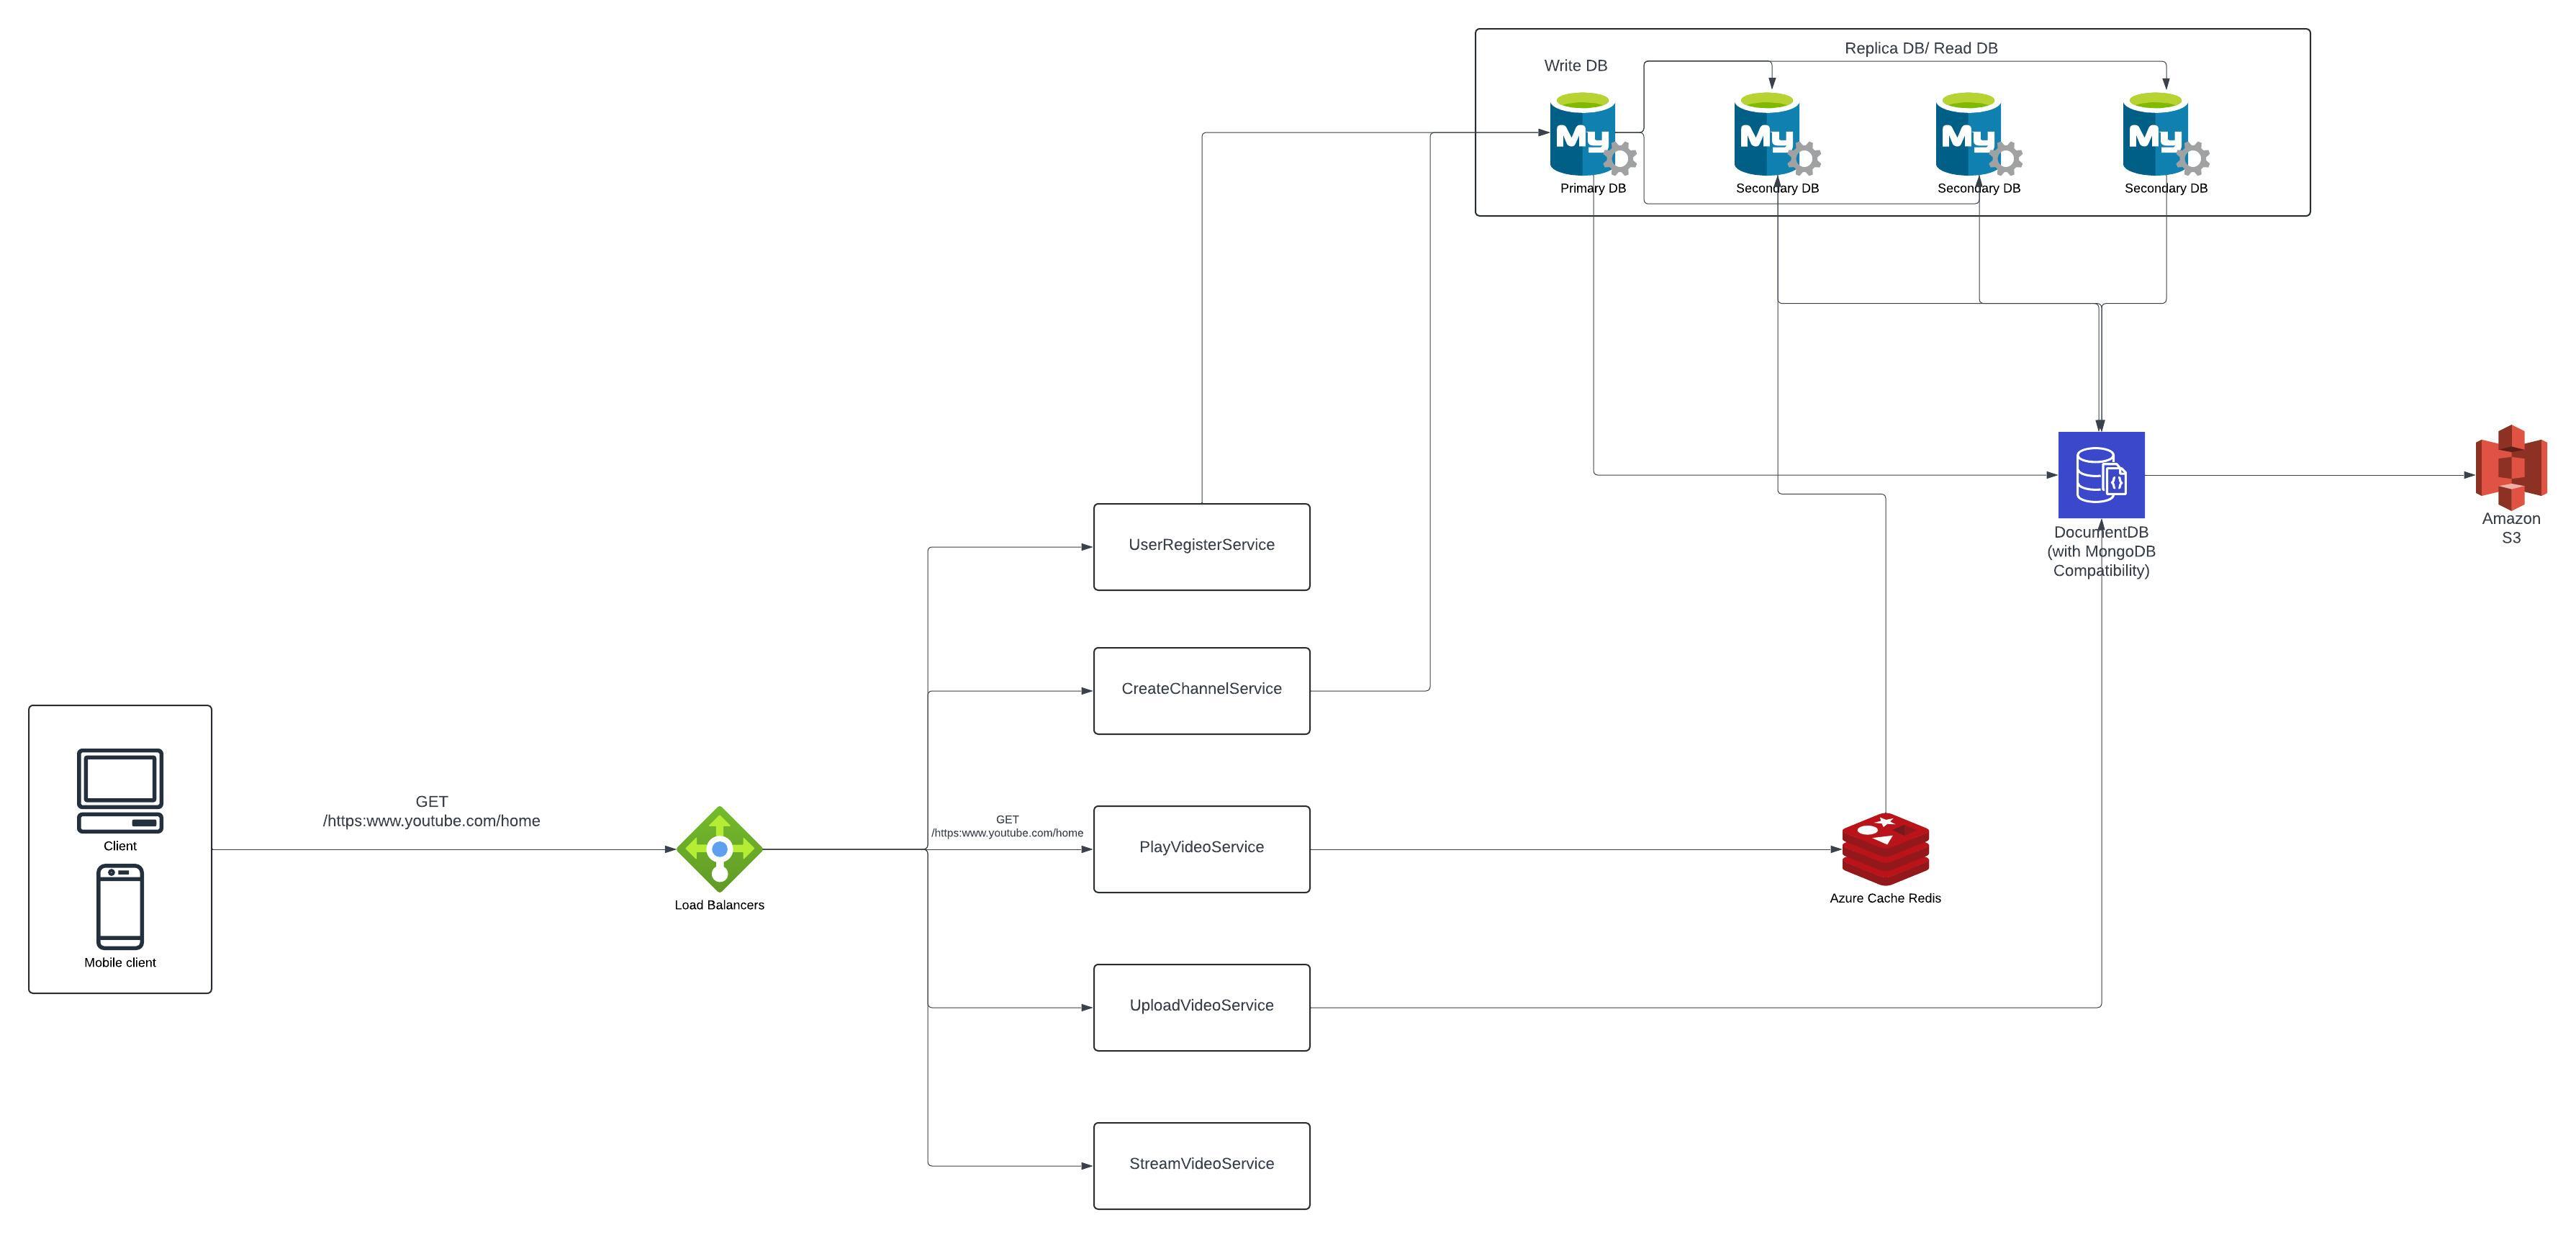 Replica DB/ Read DB
Write DB
My
My
My
My
Primary DB
Secondary DB
Secondary DB
Secondary DB
DocumentDB
(with MongoDB
Compatibility)
Amazon
S3
UserRegisterService
CreateChannelService
GET
/https:www.youtube.com/home
GET
/https:www.youtube.com/home
Client
Mobile client
Load Balancers
PlayVideoService
Azure Cache Redis
UploadVideoService
StreamVideoService